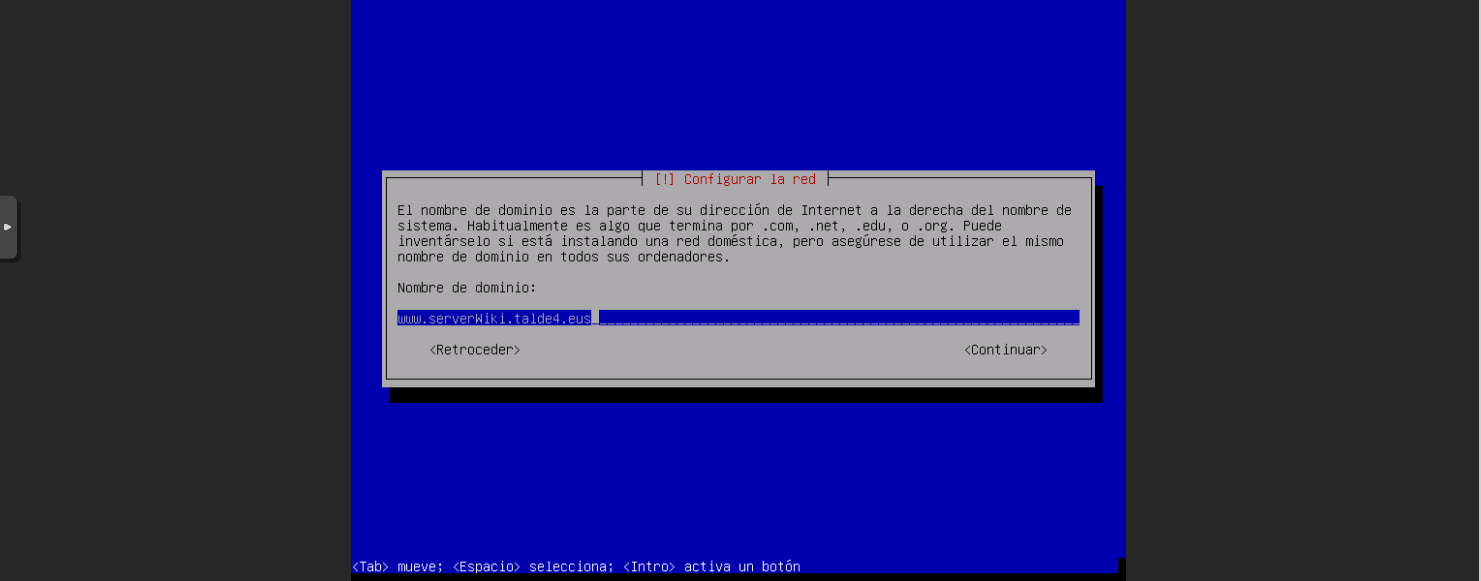 [!] Configurar la red
El nombre de dominio es la parte de su dirección de Internet a la derecha del nombre de
sistema. Habitualmente es algo que termina por .com, .net, .edu, o .org. Puede
inventárselo si está instalando una red doméstica, pero asegúrese de utilizar el mismo
nombre de dominio en todos sus ordenadores.
Nombre de dominio:
www.serverWiki.talde4.eus
<Retroceder> <Continuar>
<Tab> mueve; <Espacio> selecciona; <Intro> activa un botón